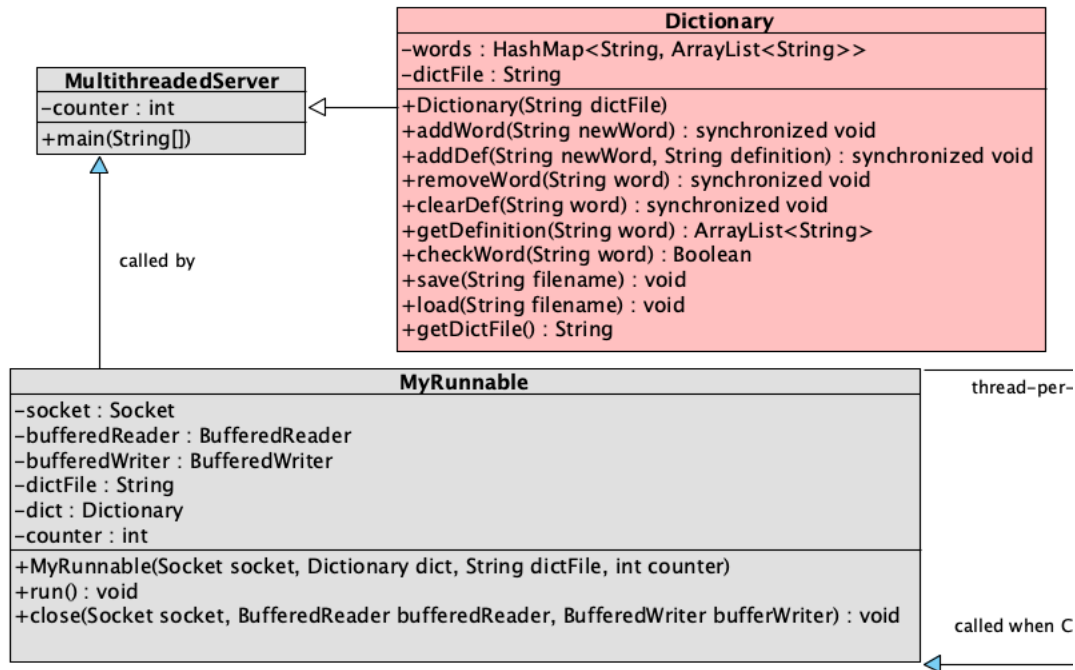 Dictionary
-words : HashMap<String, ArrayList<String>>
-dictFile : String
+Dictionary(String dictFile)
+addWord(String newWord) : synchronized void
+addDef(String newWord, String definition) : synchronized void
+removeWord(String word) : synchronized void
+clearDef(String word) : synchronized void
+getDefinition(String word) : ArrayList<String>
+checkWord(String word) : Boolean
+save(String filename) : void
+load(String filename) : void
+getDictFile() : String
MultithreadedServer
-counter : int
+main(String[])
called by
MyRunnable
-socket : Socket
-bufferedReader : BufferedReader
-bufferedWriter : BufferedWriter
-dictFile : String
-dict : Dictionary
-counter : int
+MyRunnable(Socket socket, Dictionary dict, String dictFile, int counter)
+run() : void
+close(Socket socket, BufferedReader bufferedReader, BufferedWriter bufferWriter) : void
thread-per-
called when C